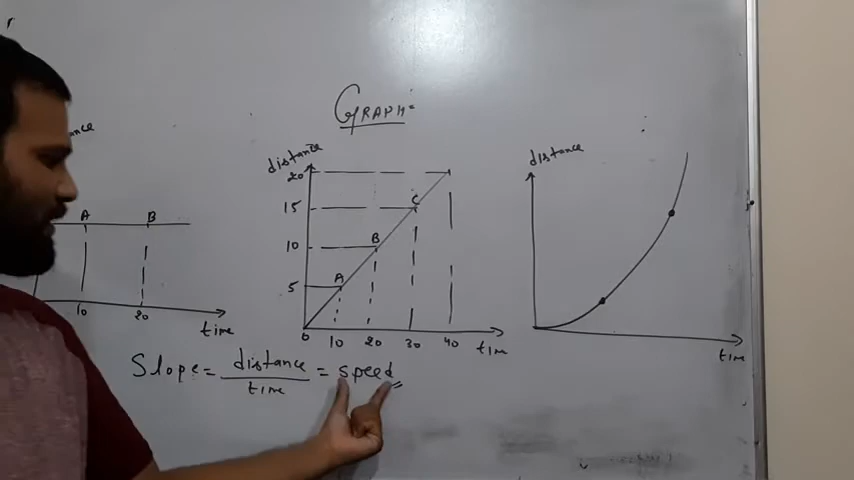 GRAPH:
ance
A B
10 20
time
distance
20
15
10
5
0 10 20 30 40
A
B
C
time
distance
time
Slope = distance / time = speed